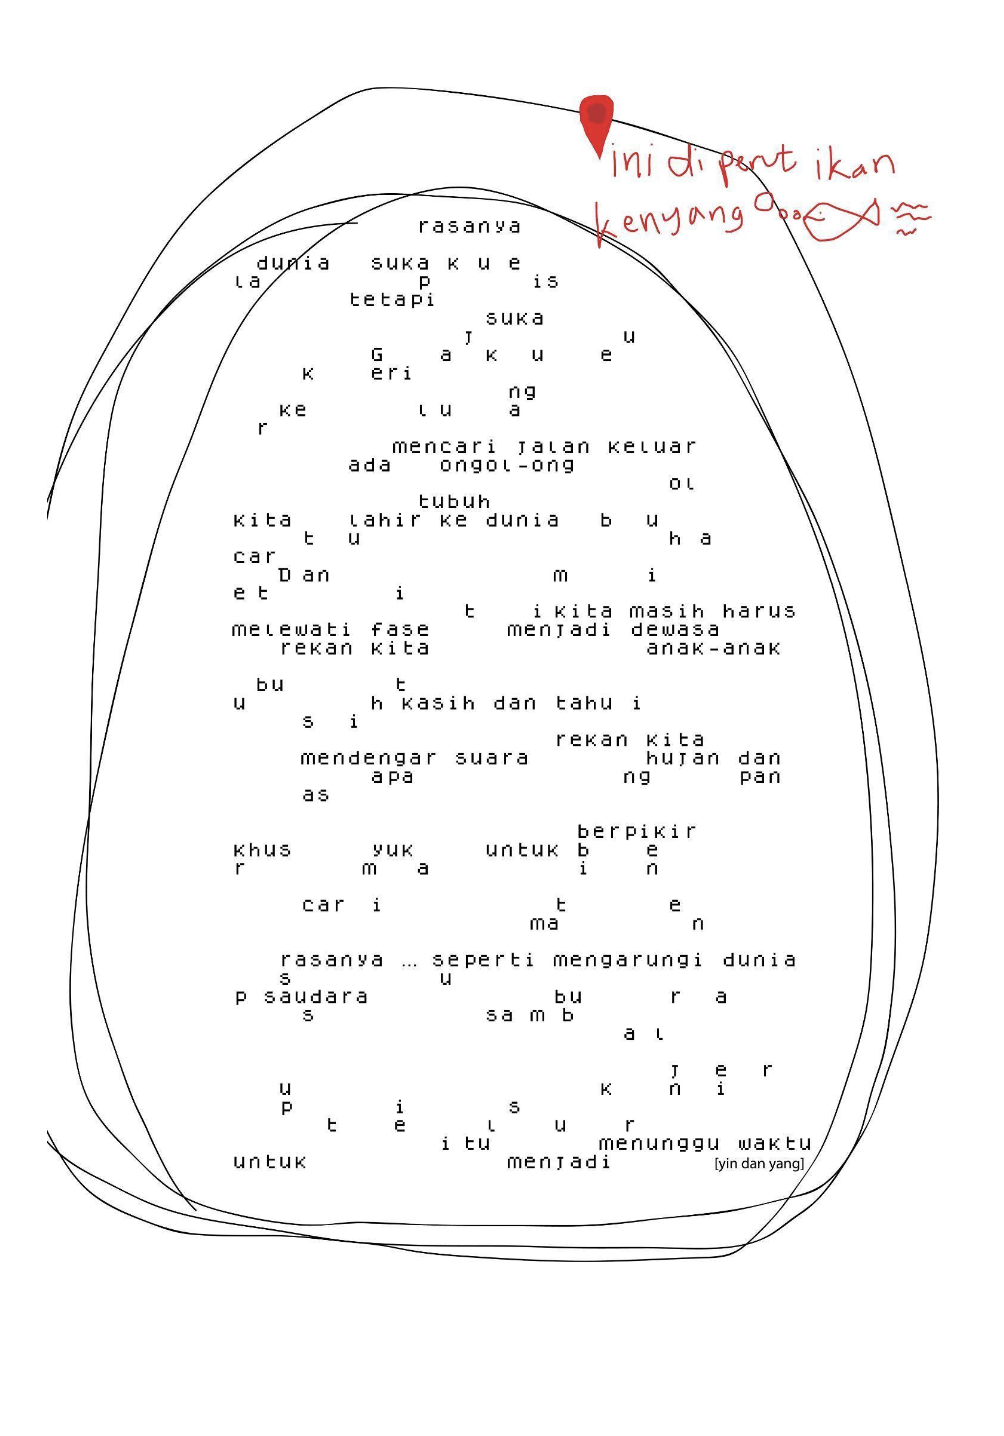 ini di perut ikan
kenyang
rasanya
dunia suka k u e
la p is
tetapi
suka
j u
G a k u e
k eri
ng
ke l u a
r
mencari jalan keluar
ada ongol-ong
ol
tubuh
kita lahir ke dunia b u
t u h a
car
D an m i
e t i
t i kita masih harus
melewati fase menjadi dewasa
rekan kita anak-anak
bu t
u h kasih dan tahu i
s i
rekan kita
mendengar suara hujan dan
apa ng pan
as
berpikir
khus yuk untuk b e
r m a i n
car i t e
ma n
rasanya ... seperti mengarungi dunia
s u
p saudara bu r a
s sa m b
a l
j e r
u k n i
p i s
t e l u r
i tu menunggu waktu
untuk menjadi [yin dan yang]